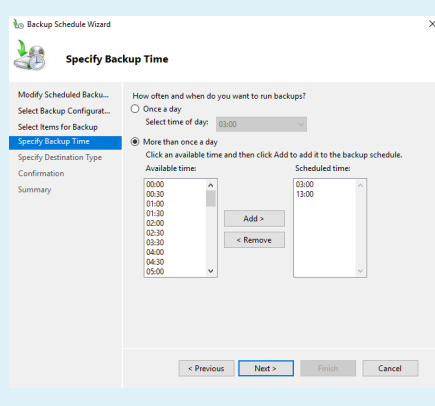 Backup Schedule Wizard
Specify Backup Time
Modify Scheduled Backu...
Select Backup Configurat...
Select Items for Backup
Specify Backup Time
Specify Destination Type
Confirmation
Summary
How often and when do you want to run backups?
Once a day
Select time of day: 03:00
More than once a day
Click an available time and then click Add to add it to the backup schedule.
Available time:
00:00
00:30
01:00
01:30
02:00
02:30
03:30
04:00
04:30
05:00
Add >
< Remove
Scheduled time:
03:00
13:00
< Previous Next > Finish Cancel